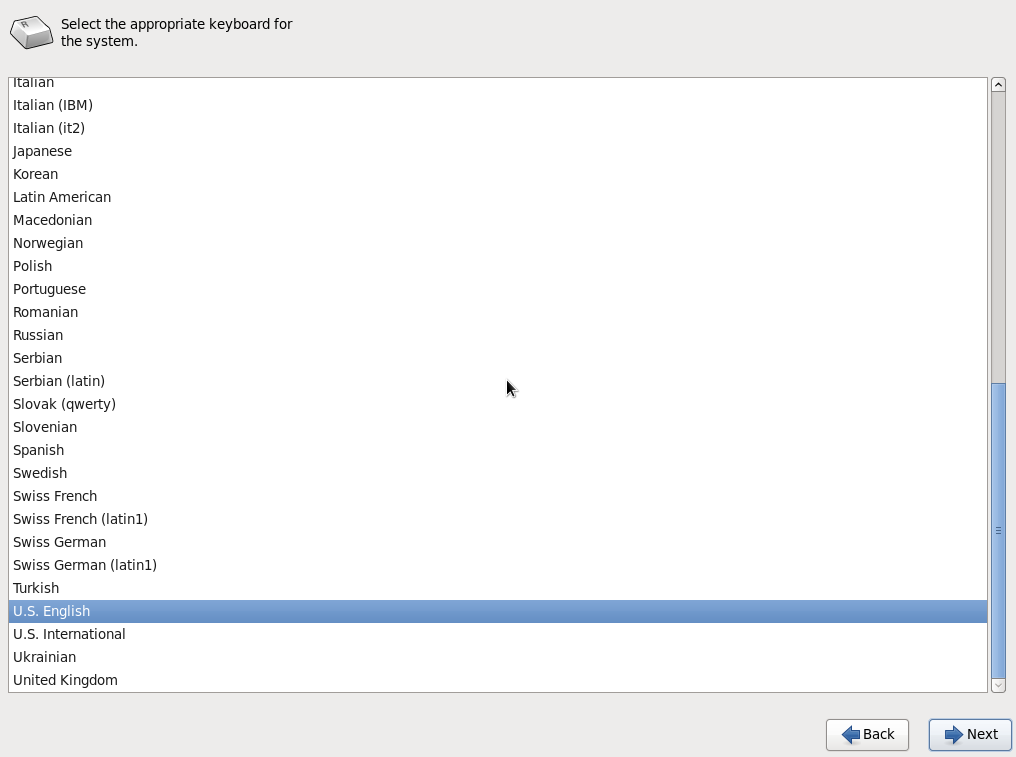 Select the appropriate keyboard for
the system.
Italian
Italian (IBM)
Italian (it2)
Japanese
Korean
Latin American
Macedonian
Norwegian
Polish
Portuguese
Romanian
Russian
Serbian
Serbian (latin)
Slovak (qwerty)
Slovenian
Spanish
Swedish
Swiss French
Swiss French (latin1)
Swiss German
Swiss German (latin1)
Turkish
U.S. English
U.S. International
Ukrainian
United Kingdom
Back
Next